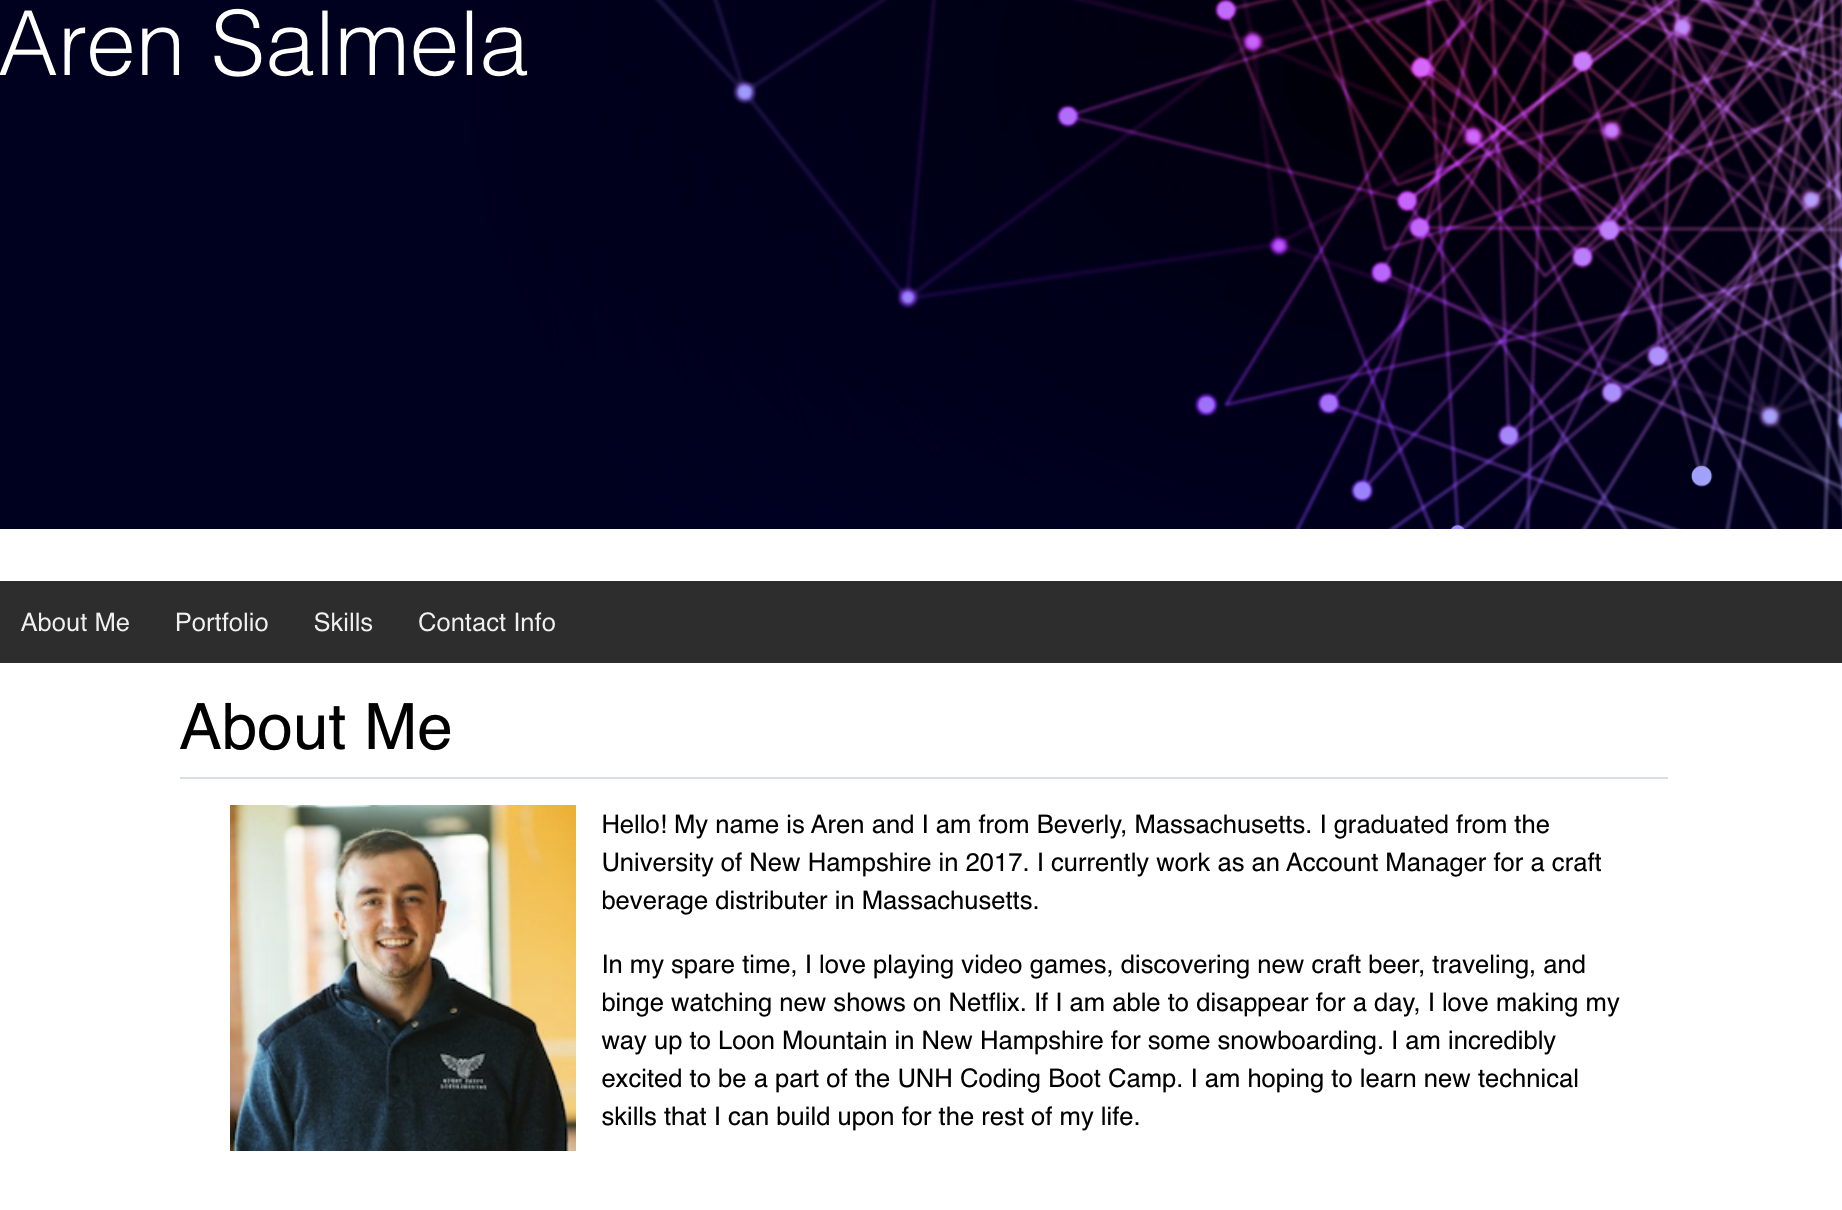 Aren Salmela
About Me Portfolio Skills Contact Info
About Me
Hello! My name is Aren and I am from Beverly, Massachusetts. I graduated from the
University of New Hampshire in 2017. I currently work as an Account Manager for a craft
beverage distributer in Massachusetts.
In my spare time, I love playing video games, discovering new craft beer, traveling, and
binge watching new shows on Netflix. If I am able to disappear for a day, I love making my
way up to Loon Mountain in New Hampshire for some snowboarding. I am incredibly
excited to be a part of the UNH Coding Boot Camp. I am hoping to learn new technical
skills that I can build upon for the rest of my life.